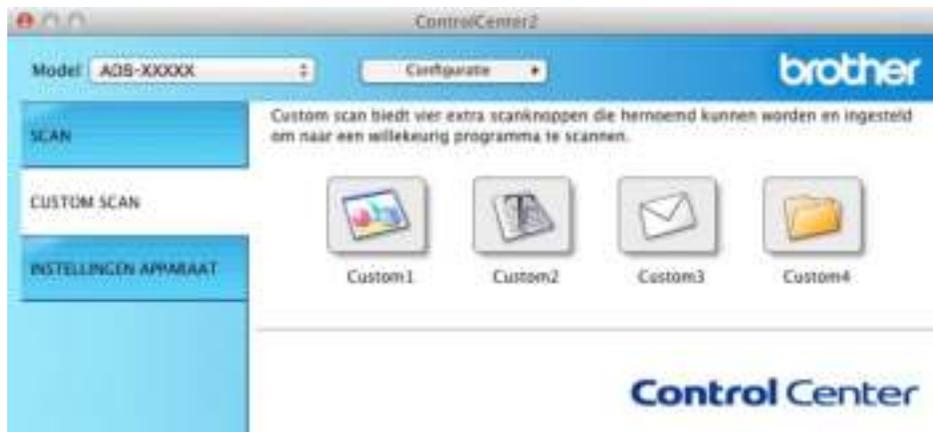 ControlCenter2
Model ADS-XXXXX Configuratie brother
SCAN
CUSTOM SCAN
INSTELLINGEN APPARAAT
Custom scan biedt vier extra scanknoppen die hernoemd kunnen worden en ingesteld
om naar een willekeurig programma te scannen.
Custom1 Custom2 Custom3 Custom4
Control Center